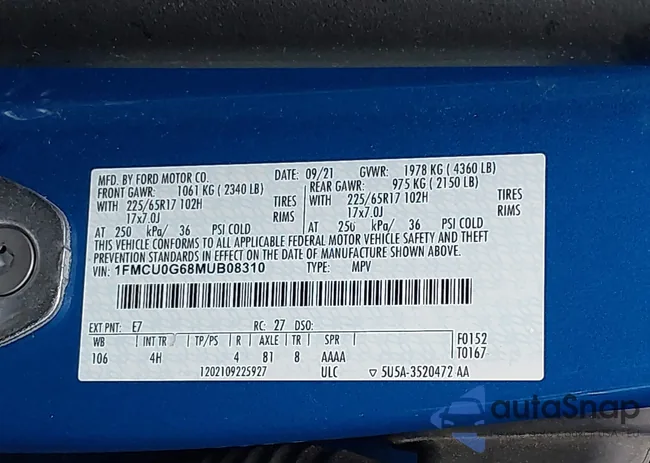 MFD. BY FORD MOTOR CO. DATE: 09/21 GVWR: 1978 KG (4360 LB)
FRONT GAWR: 1061 KG (2340 LB) REAR GAWR: 975 KG (2150 LB)
WITH 225/65R17 102H TIRES WITH 225/65R17 102H TIRES
17x7.0J RIMS 17x7.0J RIMS
AT 250 kPa/ 36 PSI COLD AT 250 kPa/ 36 PSI COLD
THIS VEHICLE CONFORMS TO ALL APPLICABLE FEDERAL MOTOR VEHICLE SAFETY AND BUMPER
STANDARDS IN EFFECT ON THE DATE OF MANUFACTURE SHOWN ABOVE.
VIN: 1FMCU0G68MUB08310 TYPE: MPV
EXT PNT: E7 RC: 27 DSO:
WB INT TR TP/PS R AXLE TR SPR F0152
106 4H 4 81 8 AAAA T0167
1202109225927 ULC ▽ 5U5A-3520472 AA
autoSnap